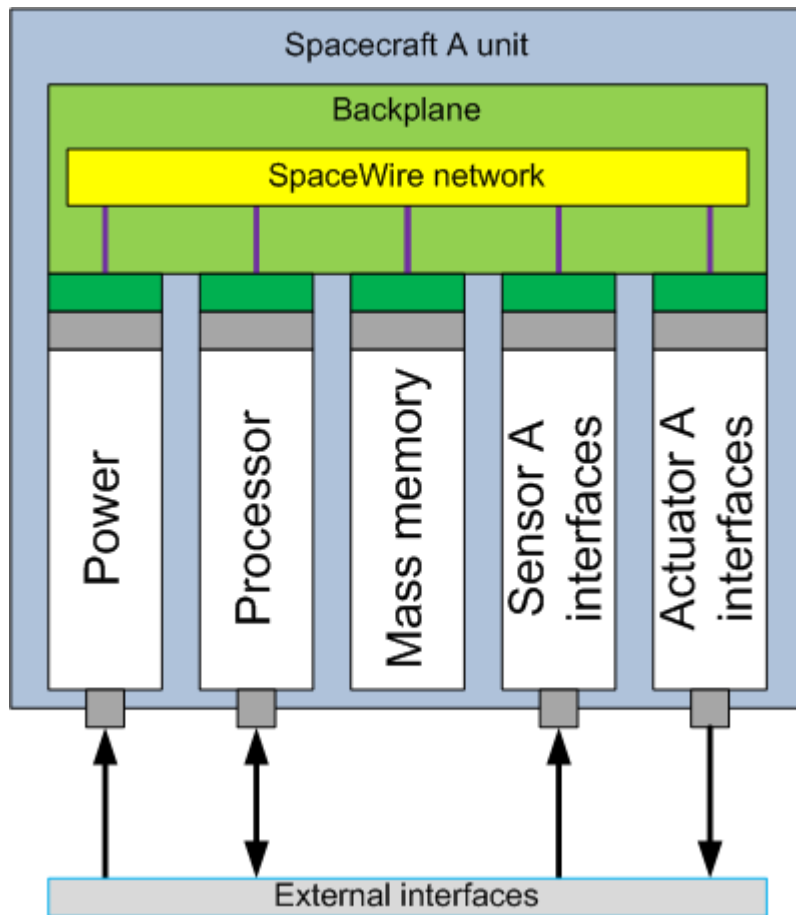 Spacecraft A unit
Backplane
SpaceWire network
Power
Processor
Mass memory
Sensor A
interfaces
Actuator A
interfaces
External interfaces